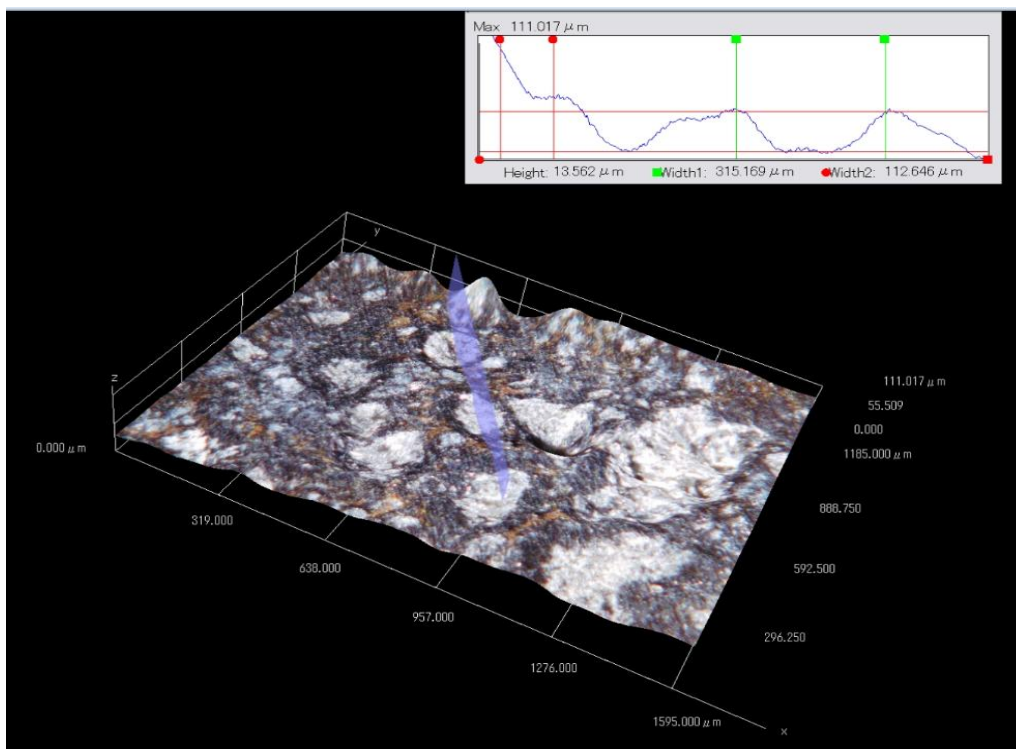 Max 111.017 μm
Height: 13.562 μm Width1: 315.169 μm Width2: 112.646 μm
y
z
111.017 μm
55.509
0.000 μm
0.000
1185.000 μm
888.750
319.000
638.000
592.500
957.000
296.250
1276.000
1595.000 μm
x